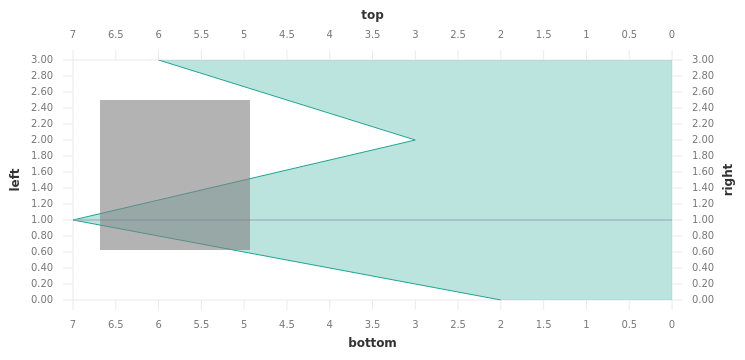 top
7 6.5 6 5.5 5 4.5 4 3.5 3 2.5 2 1.5 1 0.5 0
3.00 3.00
2.80 2.80
2.60 2.60
2.40 2.40
2.20 2.20
2.00 2.00
1.80 1.80
1.60 1.60
1.40 1.40
1.20 1.20
1.00 1.00
0.80 0.80
0.60 0.60
0.40 0.40
0.20 0.20
0.00 0.00
left
right
7 6.5 6 5.5 5 4.5 4 3.5 3 2.5 2 1.5 1 0.5 0
bottom